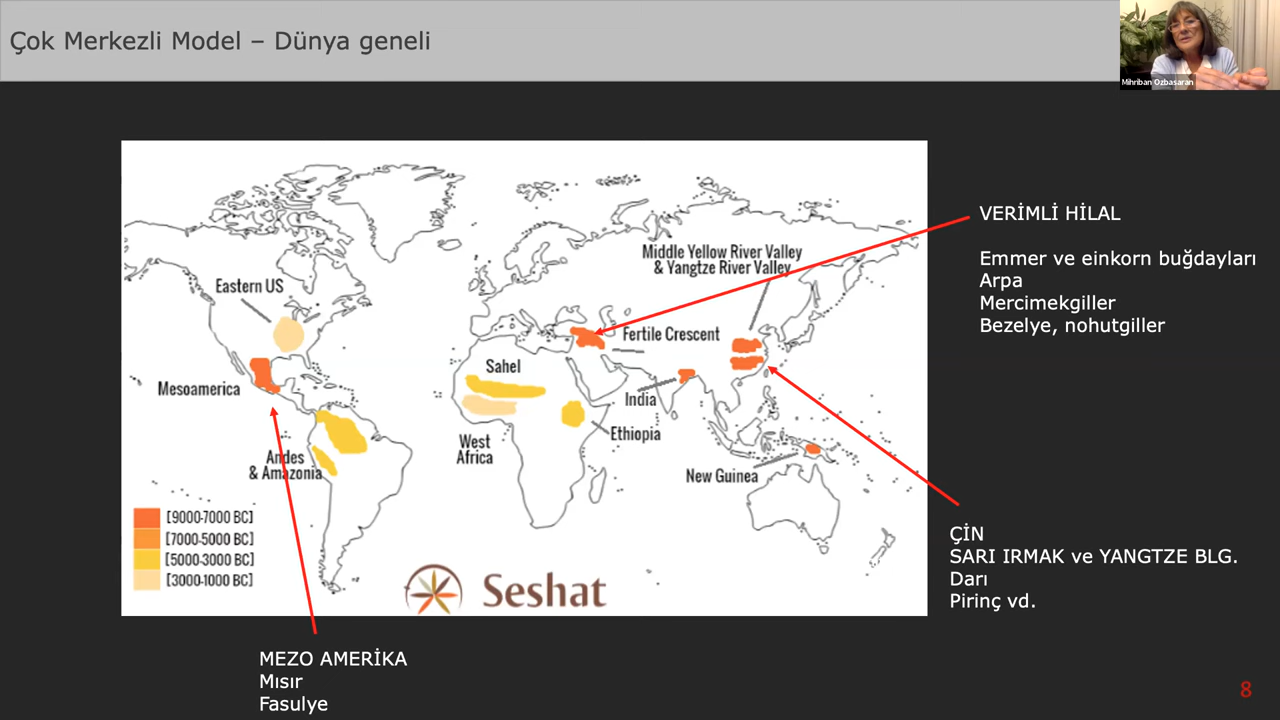 Çok Merkezli Model – Dünya geneli
Mihriban Ozbasaran
VERİMLİ HİLAL
Emmer ve einkorn buğdayları
Arpa
Mercimekgiller
Bezelye, nohutgiller
Middle Yellow River Valley
& Yangtze River Valley
Eastern US
Fertile Crescent
Sahel
Mesoamerica
India
Ethiopia
West
Africa
Andes
& Amazonia
New Guinea
[9000-7000 BC]
[7000-5000 BC]
[5000-3000 BC]
[3000-1000 BC]
Seshat
ÇİN
SARI IRMAK ve YANGTZE BLG.
Darı
Pirinç vd.
MEZO AMERİKA
Mısır
Fasulye
8